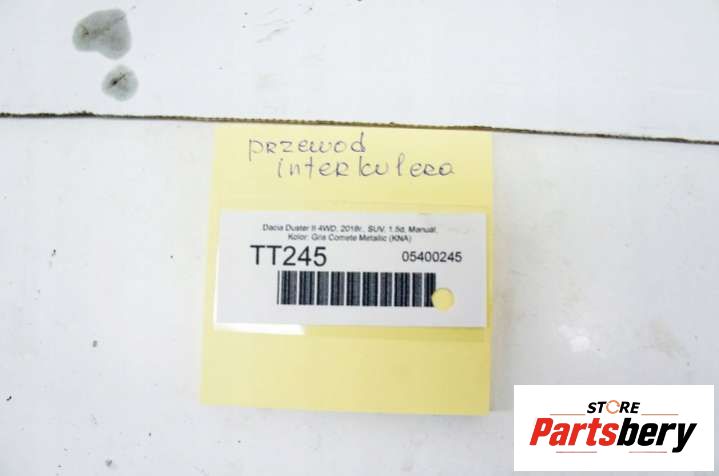 przewod
interkulera
Dacia Duster II 4WD, 2018r., SUV, 1.5d, Manual,
Kolor: Gris Comete Metallic (KNA)
TT245 05400245
STORE
Partsbery